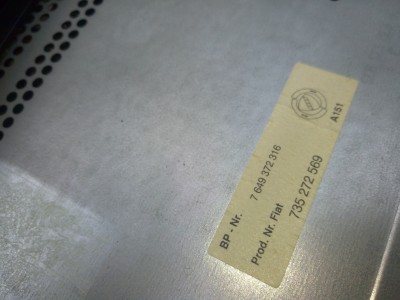 BP - Nr. 7 649 372 316
Prod. Nr. Fiat 735 272 569
A151